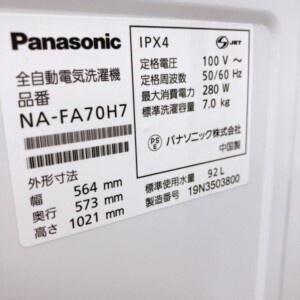 Panasonic
全自動電気洗濯機
品番
NA-FA70H7
外形寸法
幅 564 mm
奥行 573 mm
高さ 1021 mm
IPX4
S JET
定格電圧 100 V ～
定格周波数 50/60 Hz
最大消費電力 280 W
標準洗濯容量 7.0 kg
PS E
パナソニック株式会社
中国製
標準使用水量 92 L
製造番号 19N3503800